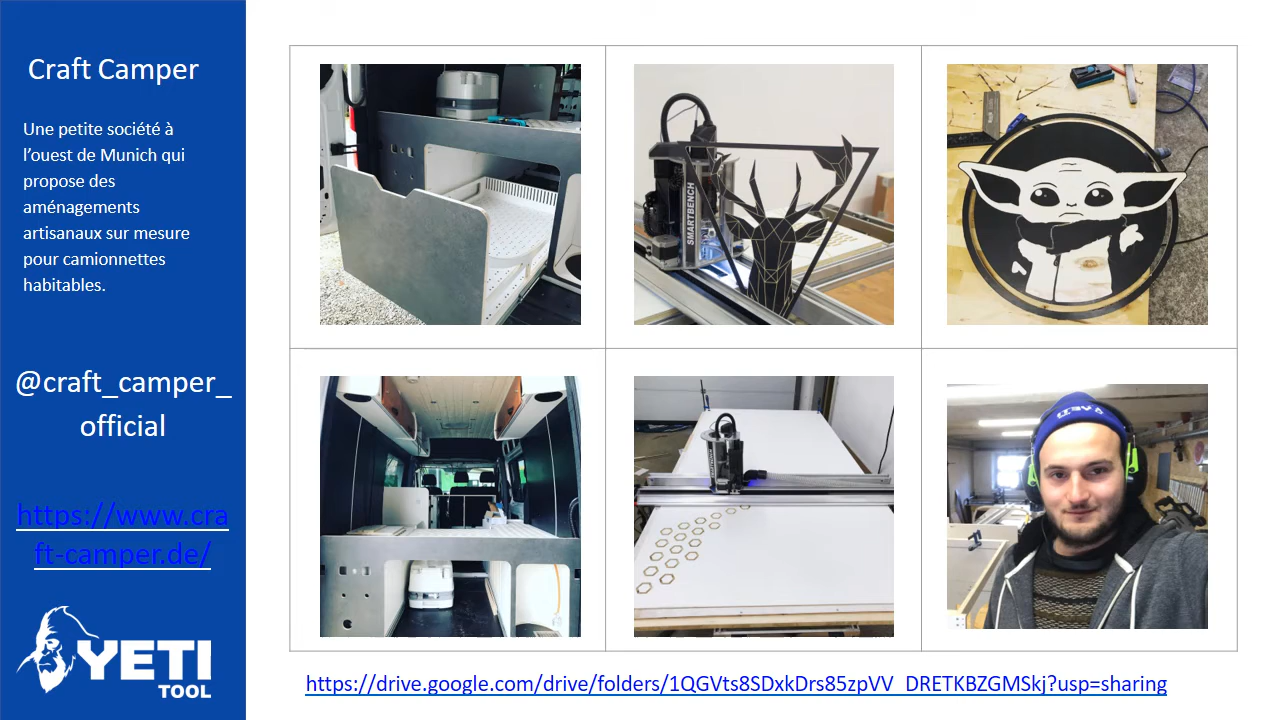 Craft Camper
Une petite société à
l’ouest de Munich qui
propose des
aménagements
artisanaux sur mesure
pour camionnettes
habitables.
@craft_camper_
official
https://www.cra
ft-camper.de/
YETI
TOOL
SMARTBENCH
https://drive.google.com/drive/folders/1QGVts8SDxkDrs85zpVV_DRETKBZGMSkj?usp=sharing